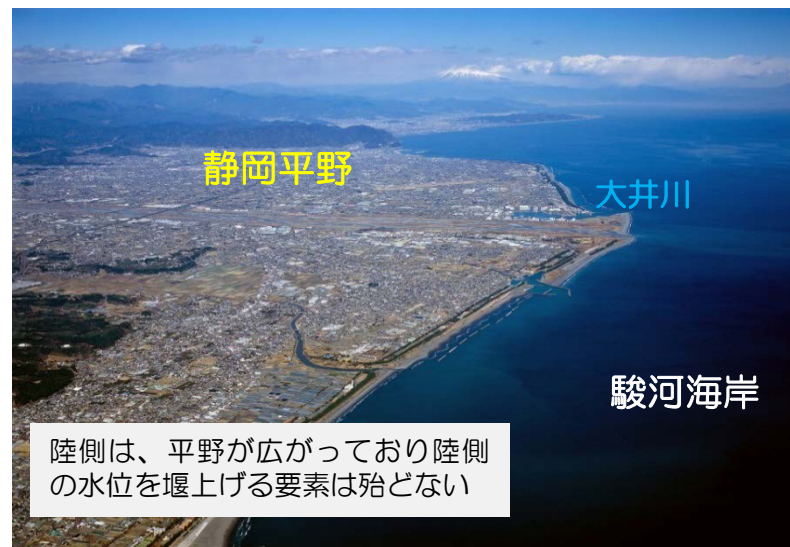 静岡平野
大井川
駿河海岸
陸側は、平野が広がっており陸側
の水位を堰上げる要素は殆どない